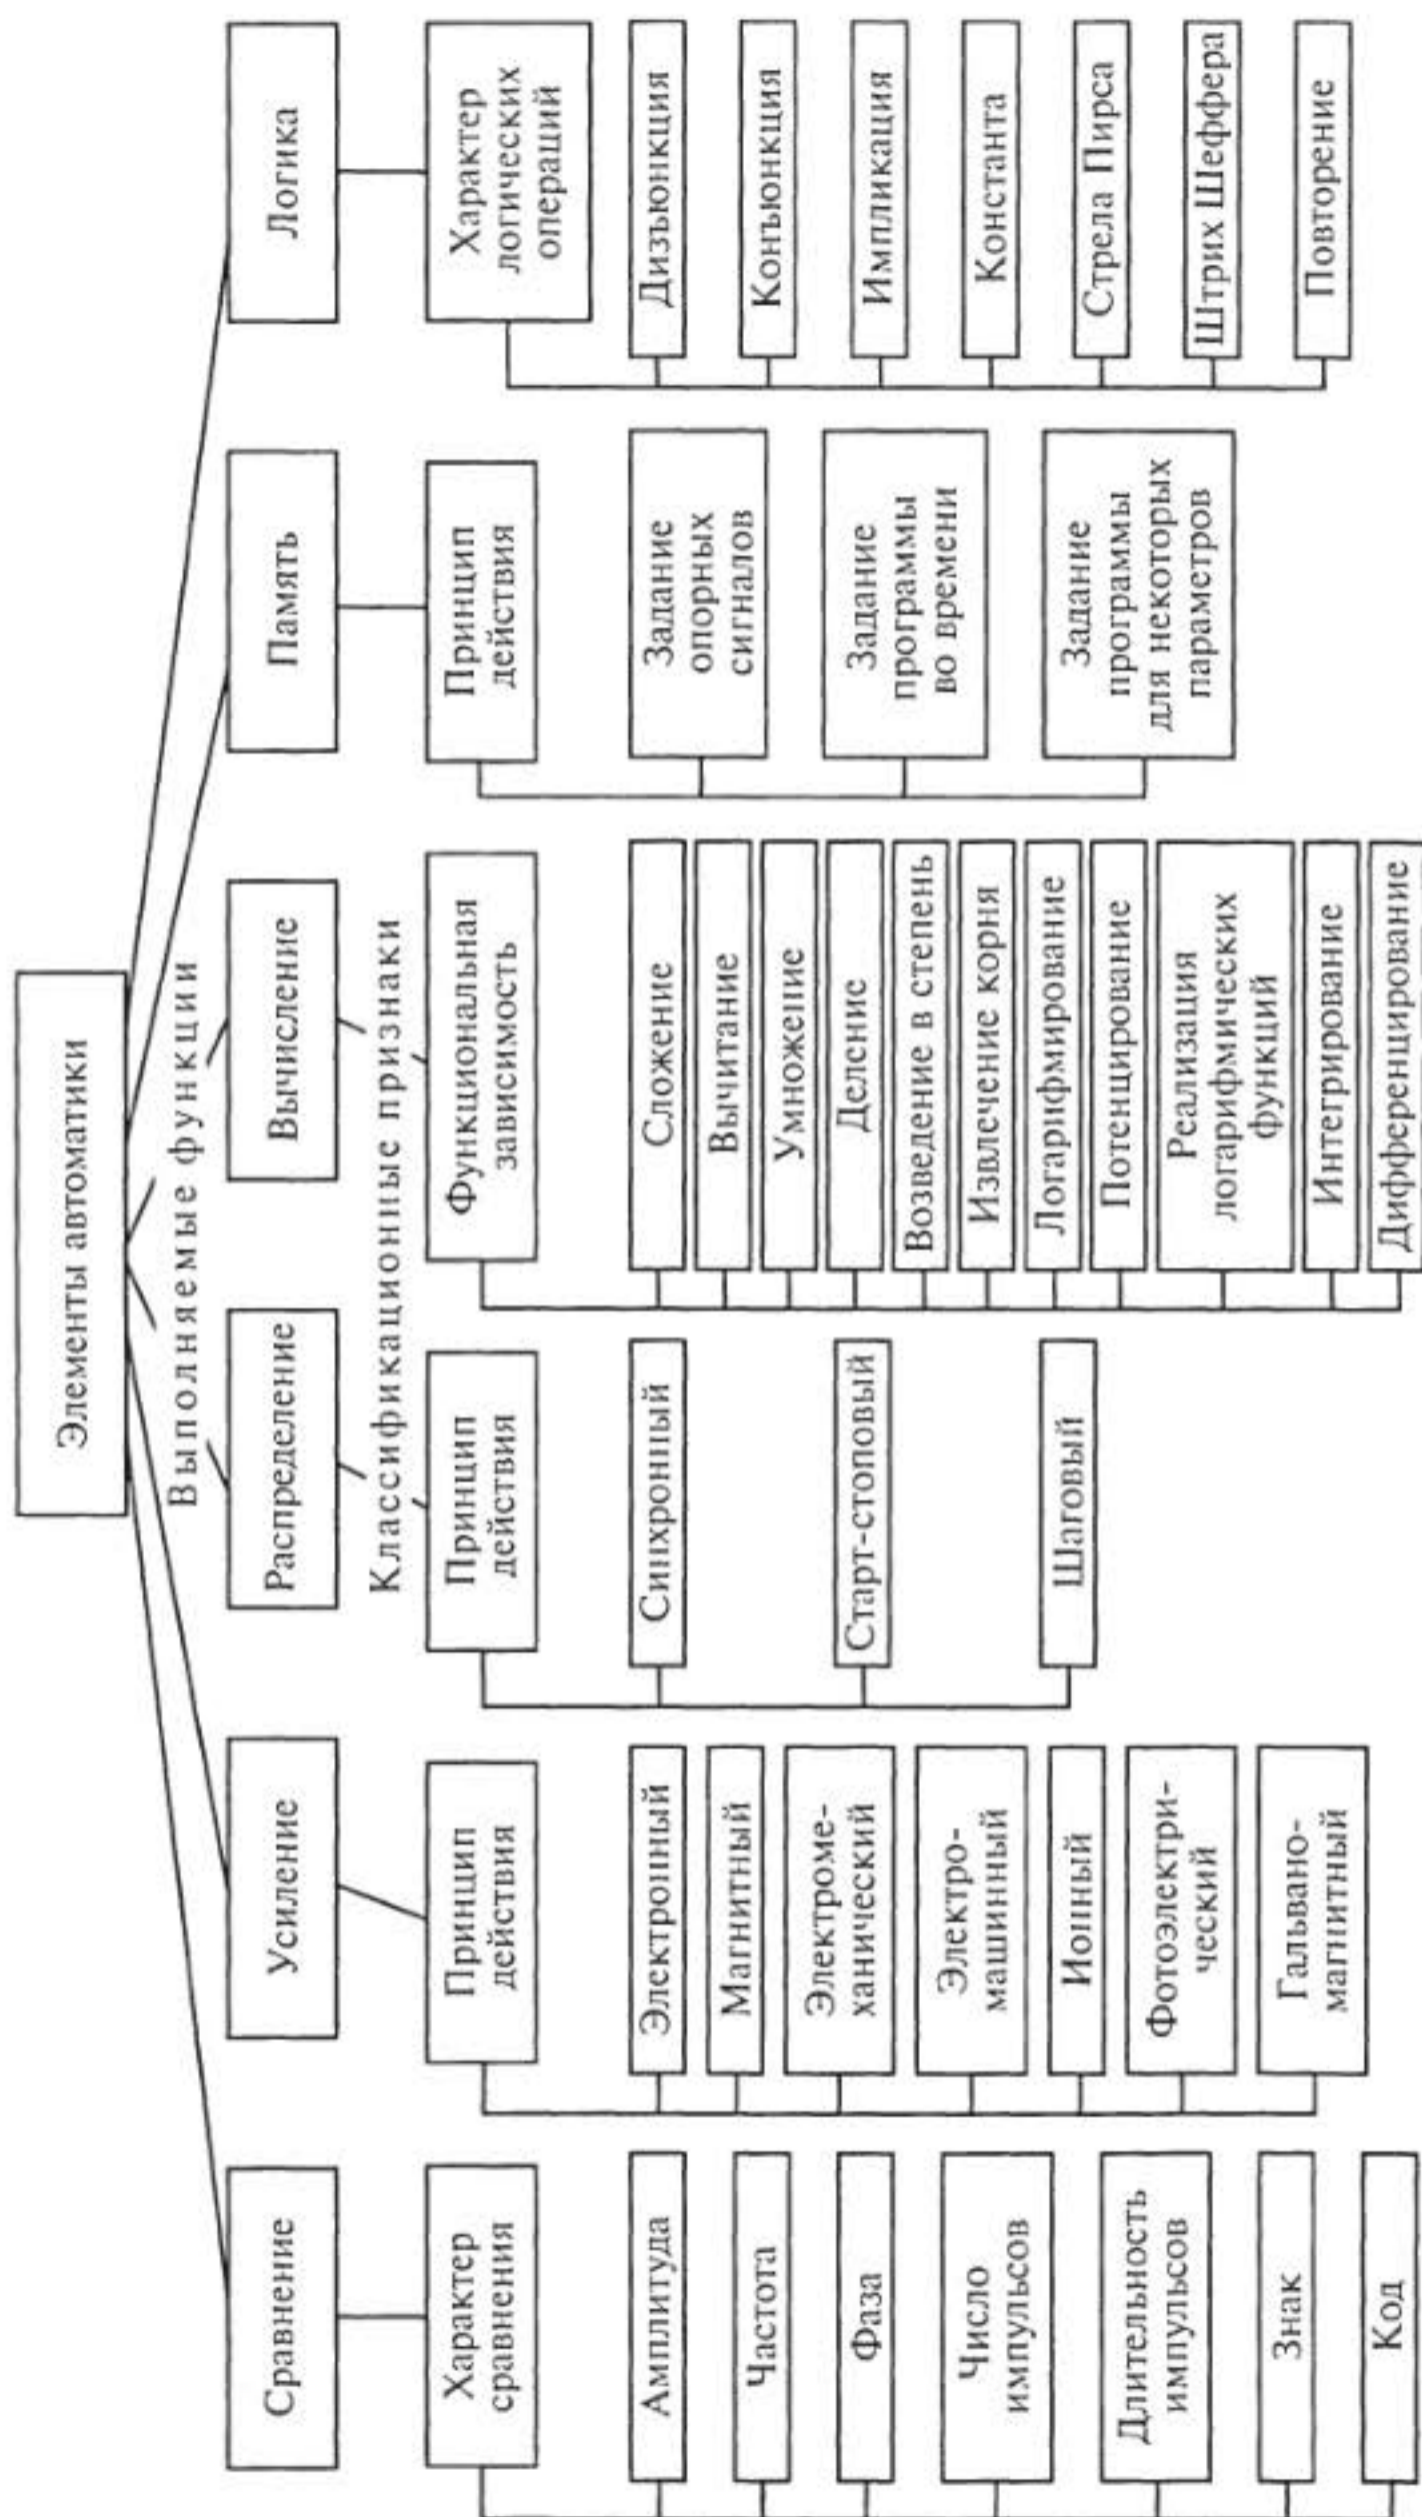 Элементы автоматики
Выполняемые функции
Сравнение
Усиление
Распределение
Вычисление
Память
Логика
Классификационные признаки
Характер
сравнения
Принцип
действия
Принцип
действия
Функциональная
зависимость
Принцип
действия
Характер
логических
операций
Амплитуда
Частота
Фаза
Число
импульсов
Длительность
импульсов
Знак
Код
Электронный
Магнитный
Электроме-
ханический
Электро-
машинный
Ионный
Фотоэлектри-
ческий
Гальвано-
магнитный
Синхронный
Старт-стоповый
Шаговый
Сложение
Вычитание
Умножение
Деление
Возведение в степень
Извлечение корня
Логарифмирование
Потенцирование
Реализация
логарифмических
функций
Интегрирование
Дифференцирование
Задание
опорных
сигналов
Задание
программы
во времени
Задание
программы
для некоторых
параметров
Дизъюнкция
Конъюнкция
Импликация
Константа
Стрела Пирса
Штрих Шеффера
Повторение